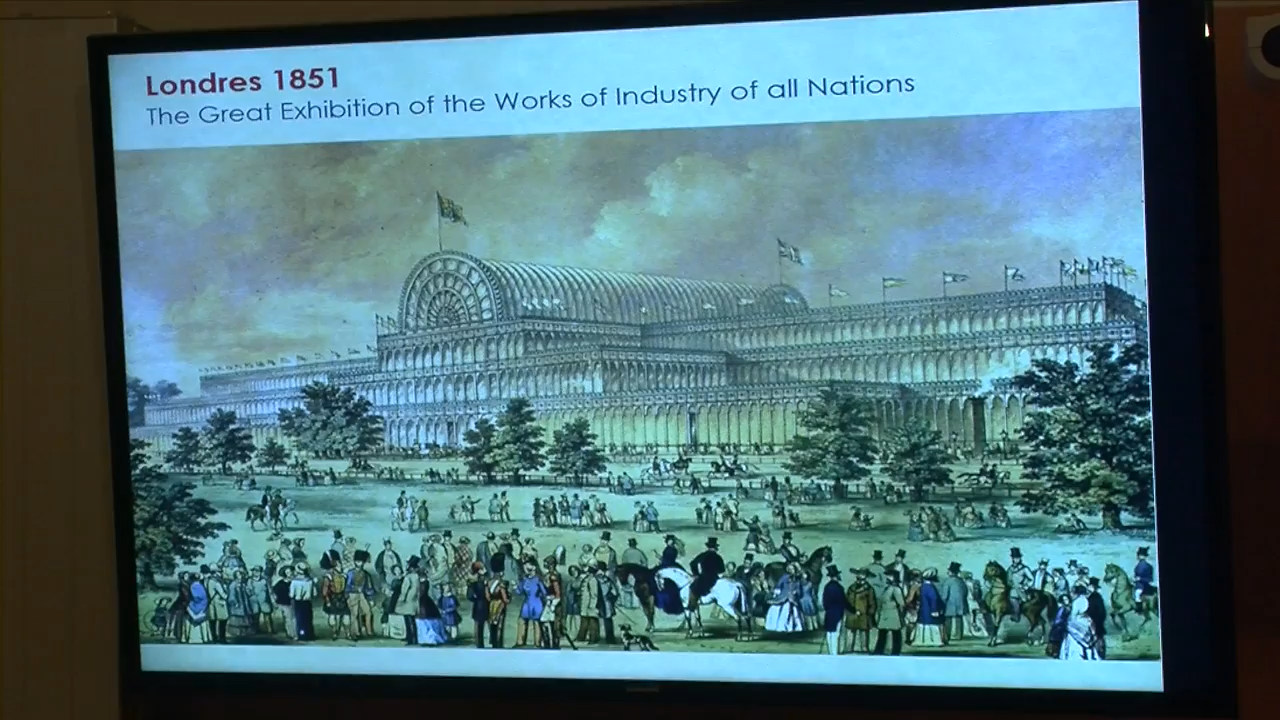 Londres 1851
The Great Exhibition of the Works of Industry of all Nations